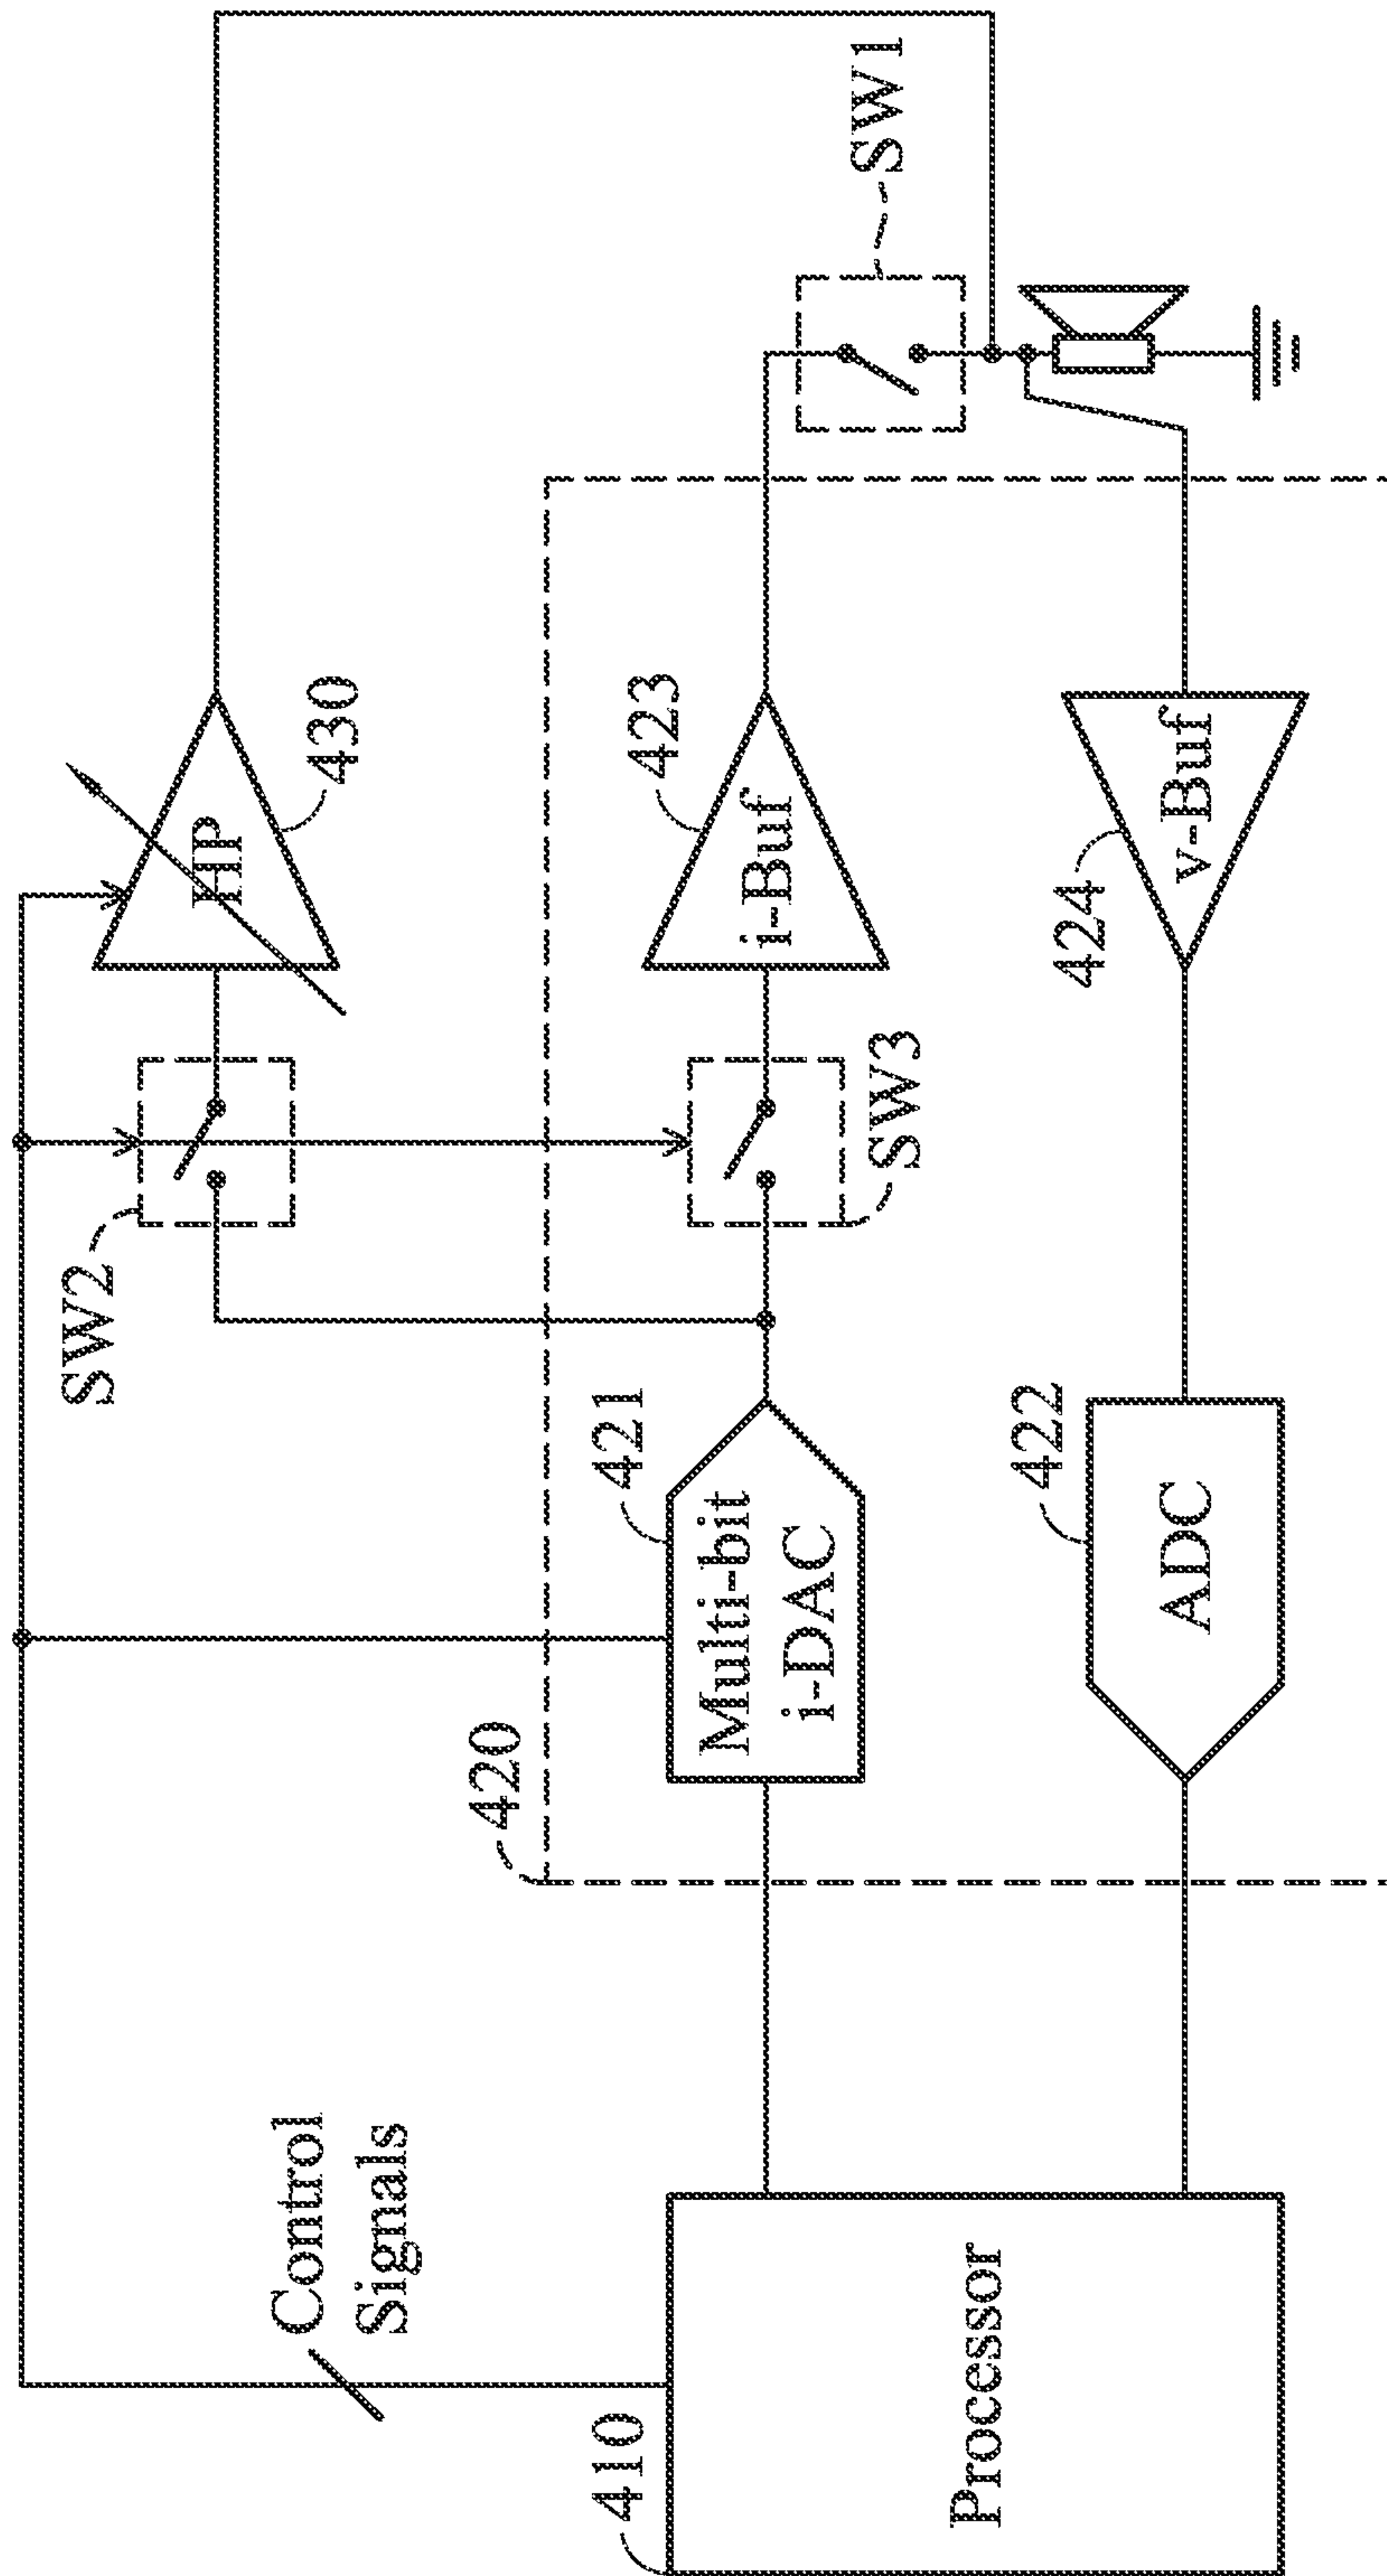 Control
Signals
SW2
HP
430
SW1
420
421
Multi-bit
i-DAC
SW3
i-Buf
423
410
Processor
422
ADC
424
v-Buf